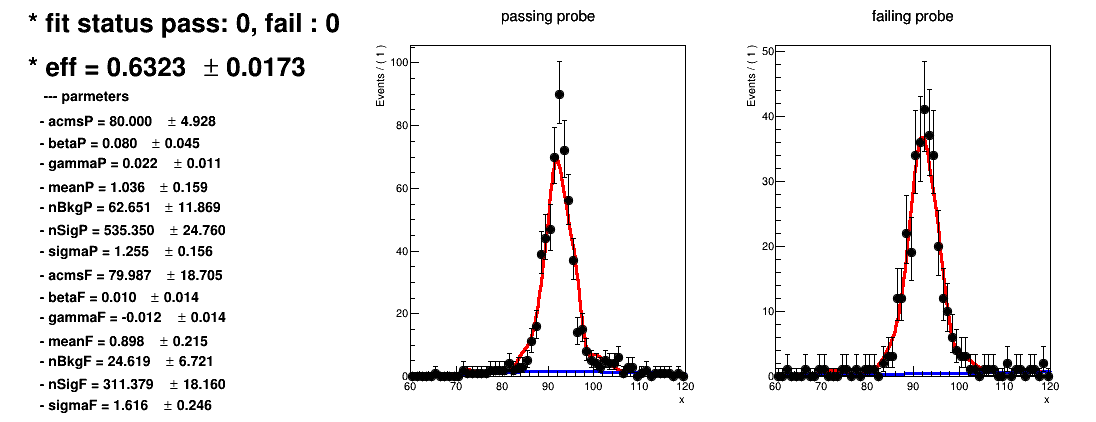 * fit status pass: 0, fail : 0
* eff = 0.6323 ± 0.0173
--- parmeters
- acmsP = 80.000 ± 4.928
- betaP = 0.080 ± 0.045
- gammaP = 0.022 ± 0.011
- meanP = 1.036 ± 0.159
- nBkgP = 62.651 ± 11.869
- nSigP = 535.350 ± 24.760
- sigmaP = 1.255 ± 0.156
- acmsF = 79.987 ± 18.705
- betaF = 0.010 ± 0.014
- gammaF = -0.012 ± 0.014
- meanF = 0.898 ± 0.215
- nBkgF = 24.619 ± 6.721
- nSigF = 311.379 ± 18.160
- sigmaF = 1.616 ± 0.246
passing probe
Events / ( 1 )
100
80
60
40
20
0
60 70 80 90 100 110 120
x
failing probe
Events / ( 1 )
50
40
30
20
10
0
60 70 80 90 100 110 120
x